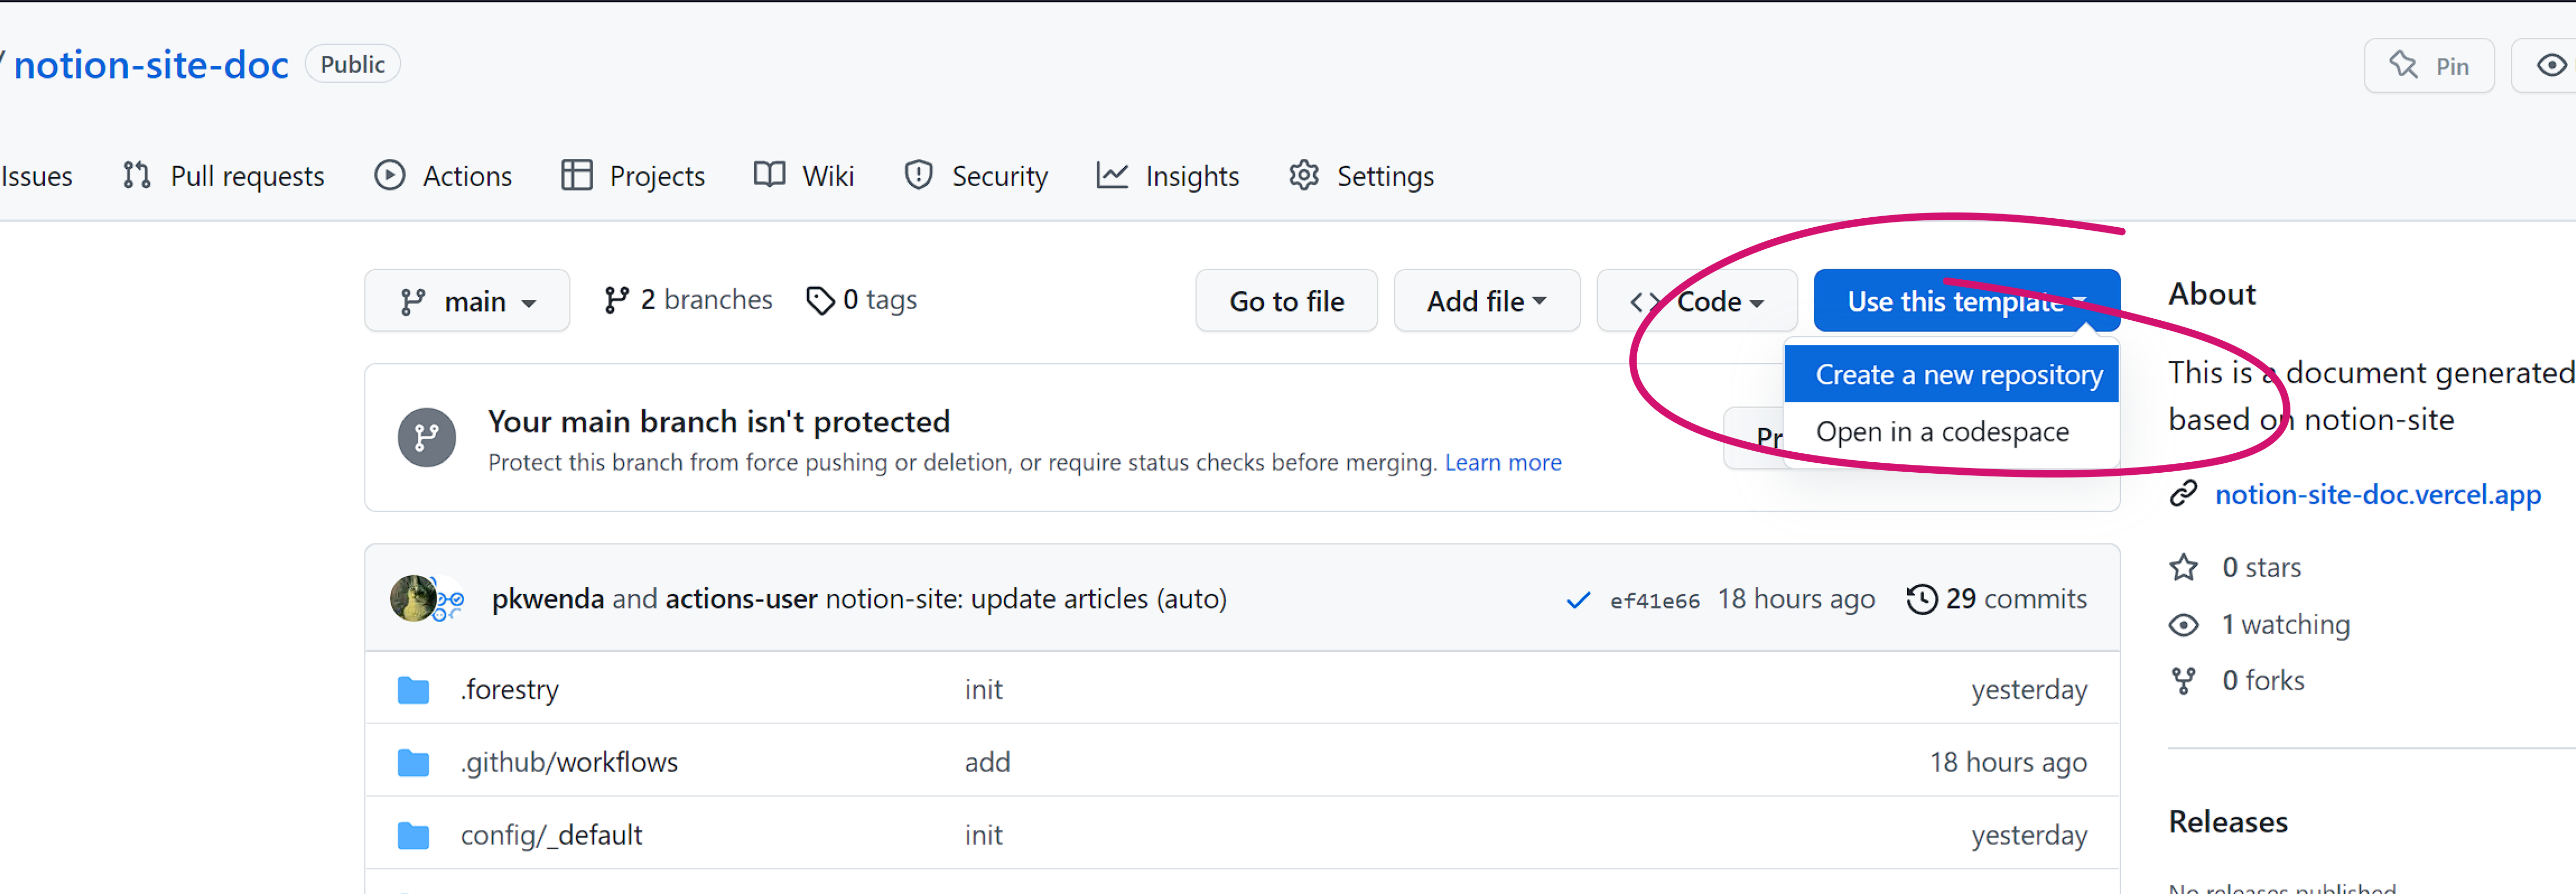 / notion-site-doc Public
Pin
Issues Pull requests Actions Projects Wiki Security Insights Settings
main 2 branches 0 tags Go to file Add file Code Use this template
Create a new repository
Open in a codespace
Your main branch isn't protected
Protect this branch from force pushing or deletion, or require status checks before merging. Learn more
Pr
pkwenda and actions-user notion-site: update articles (auto) ef41e66 18 hours ago 29 commits
.forestry init yesterday
.github/workflows add 18 hours ago
config/_default init yesterday
About
This is a document generated
based on notion-site
notion-site-doc.vercel.app
0 stars
1 watching
0 forks
Releases
No releases published